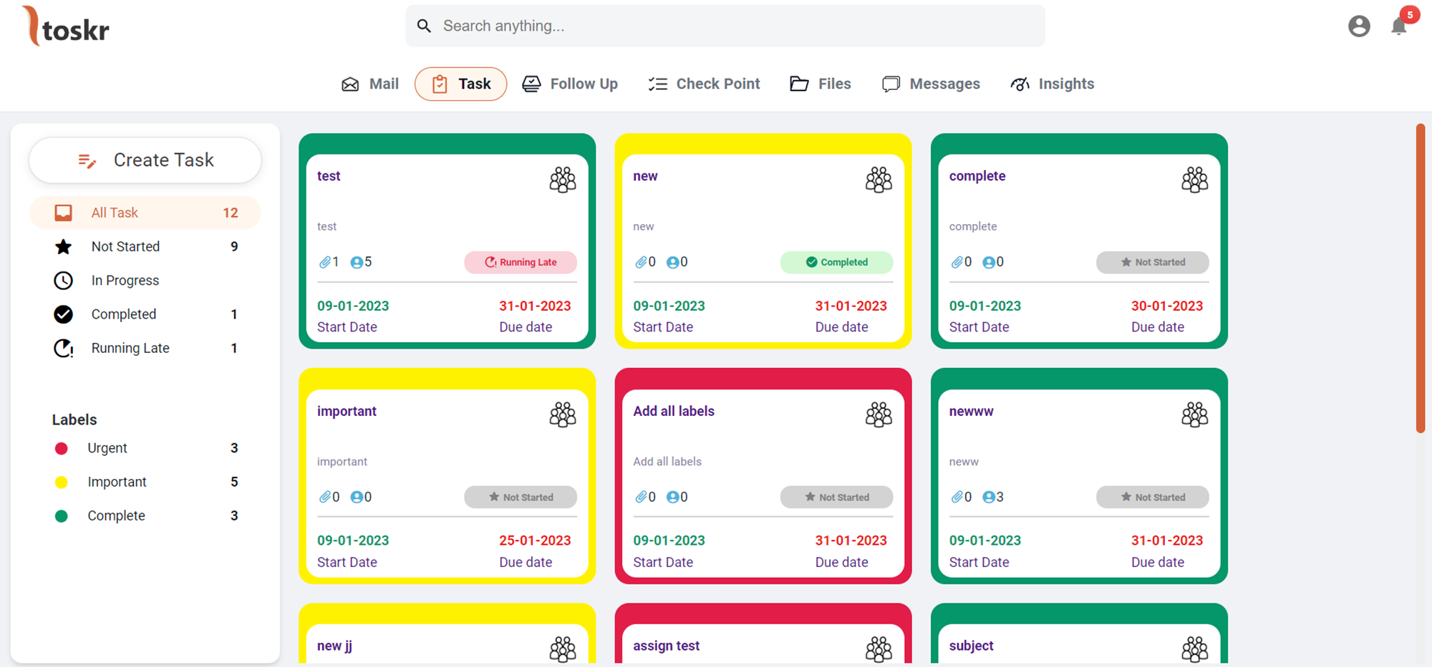 toskr
Search anything...
5
Mail Task Follow Up Check Point Files Messages Insights
Create Task
All Task 12
Not Started 9
In Progress
Completed 1
Running Late 1
Labels
Urgent 3
Important 5
Complete 3
test
test
1 5 Running Late
09-01-2023 31-01-2023
Start Date Due date
new
new
0 0 Completed
09-01-2023 31-01-2023
Start Date Due date
complete
complete
0 0 Not Started
09-01-2023 30-01-2023
Start Date Due date
important
important
0 0 Not Started
09-01-2023 25-01-2023
Start Date Due date
Add all labels
Add all labels
0 0 Not Started
09-01-2023 31-01-2023
Start Date Due date
newww
neww
0 3 Not Started
09-01-2023 31-01-2023
Start Date Due date
new jj
assign test
subject